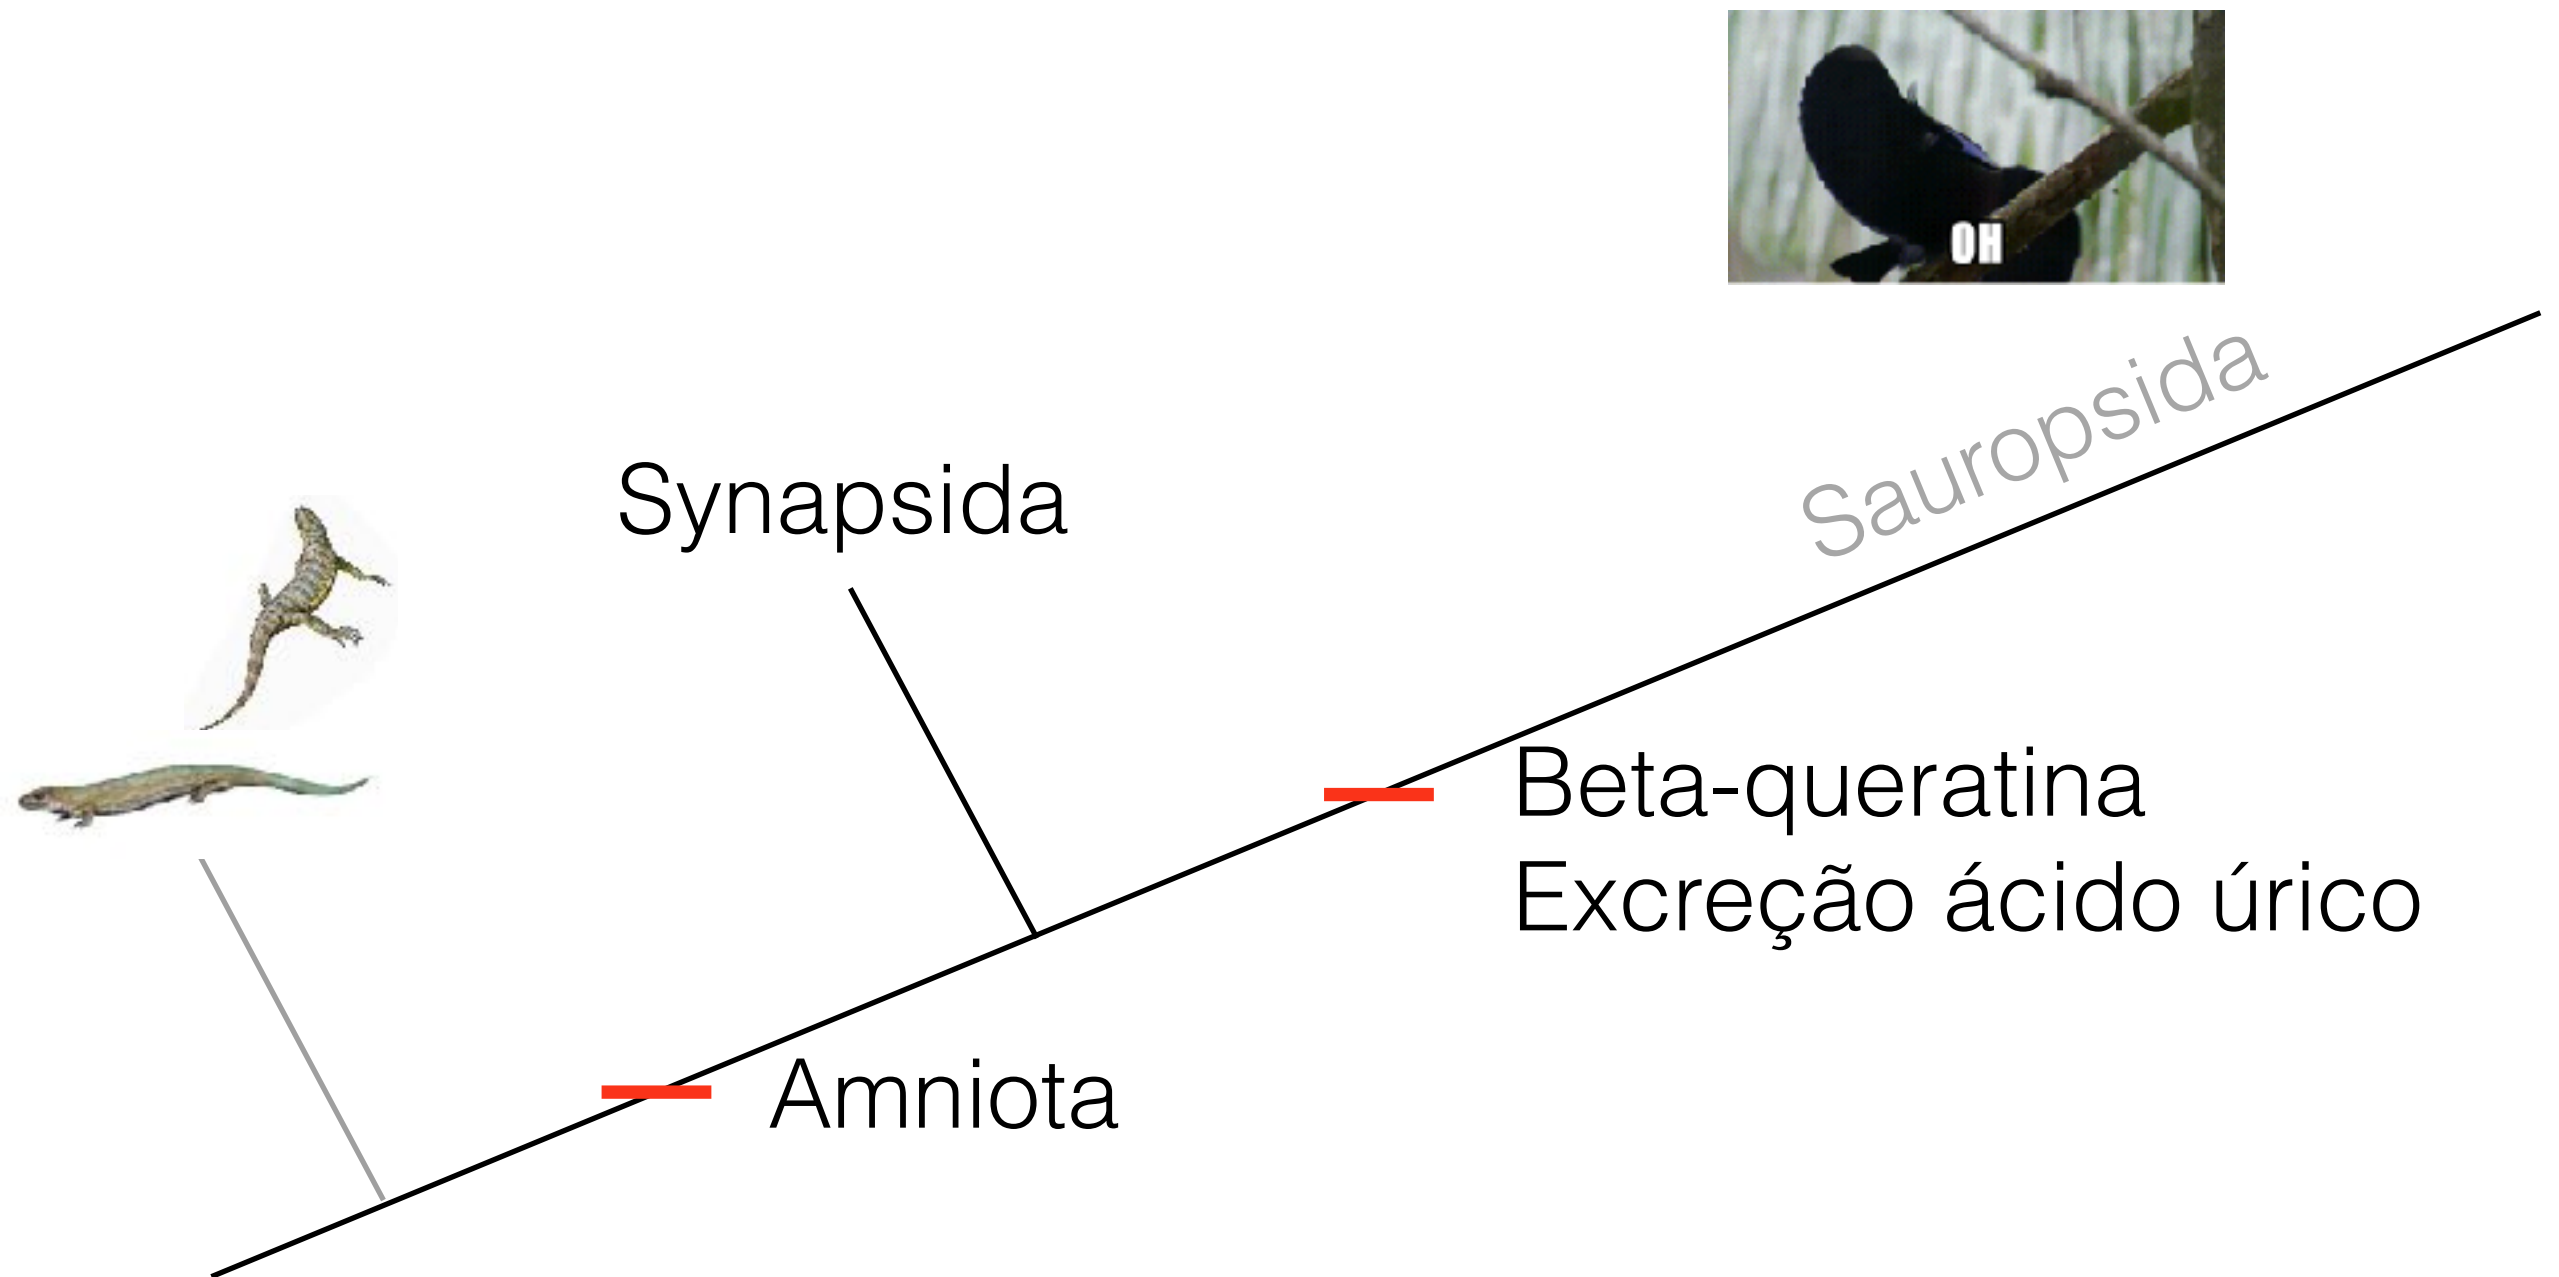 OH
Sauropsida
Synapsida
Beta-queratina
Excreção ácido úrico
Amniota